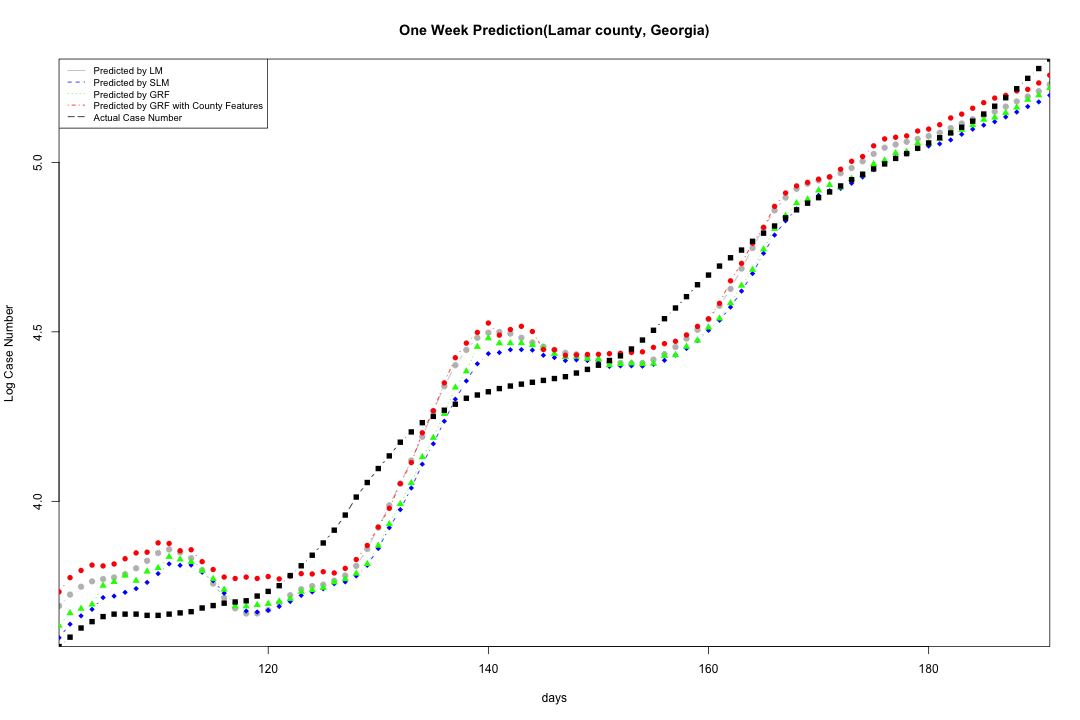 One Week Prediction(Lamar county, Georgia)
Predicted by LM
Predicted by SLM
Predicted by GRF
Predicted by GRF with County Features
Actual Case Number
Log Case Number
5.0
4.5
4.0
120 140 160 180
days